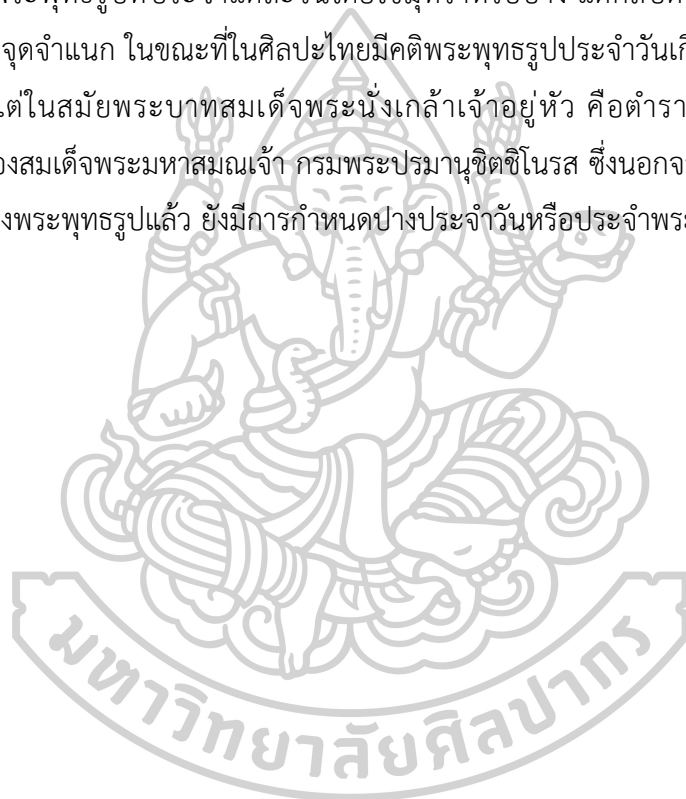 จุดจำแนก ในขณะที่ในศิลปะไทยมีคติพระพุทธรูปประจำวันเกิ
ต่ในสมัยพระบาทสมเด็จพระนั่งเกล้าเจ้าอยู่หัว คือตำรา
องสมเด็จพระมหาสมณเจ้า กรมพระปรมานุชิตชิโนรส ซึ่งนอกจ
งพระพุทธรูปแล้ว ยังมีการกำหนดปางประจำวันหรือประจำพระ
มหาวิทยาลัยศิลปากร